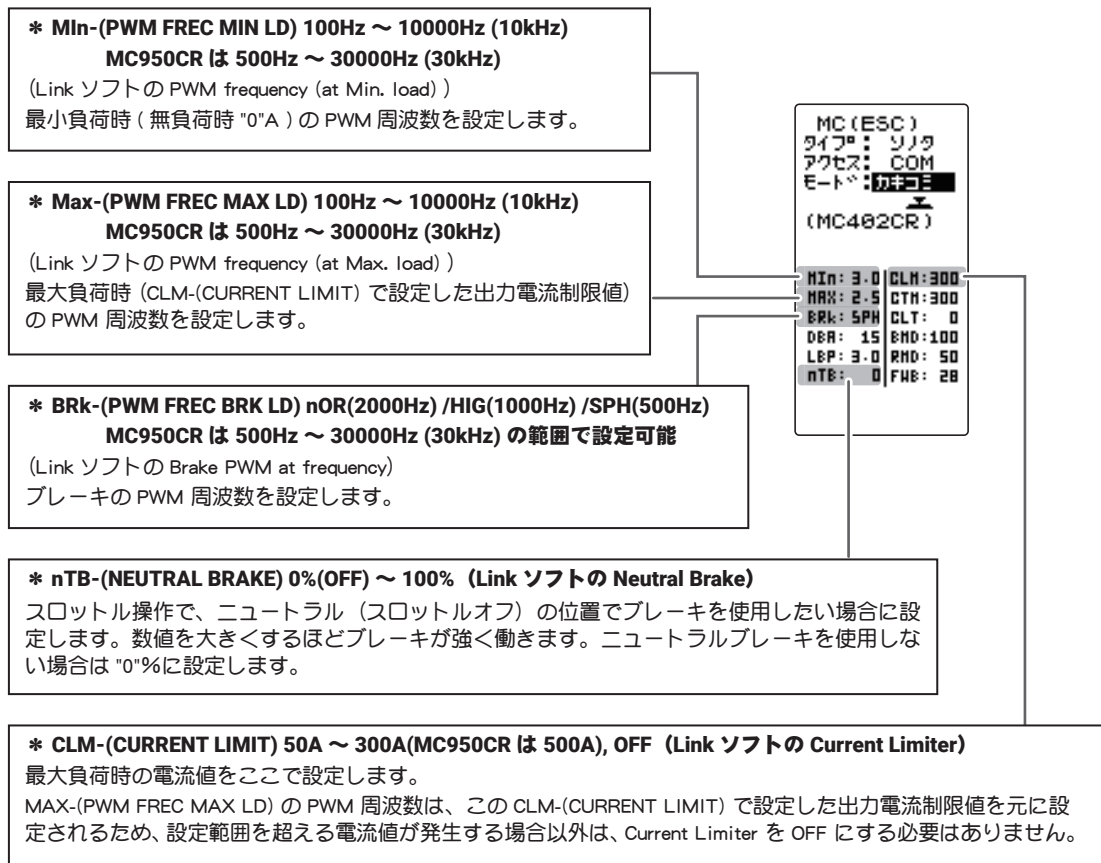 ＊ MIn-(PWM FREC MIN LD) 100Hz ～ 10000Hz (10kHz)
MC950CR は 500Hz ～ 30000Hz (30kHz)
（Link ソフトの PWM frequency (at Min. load)）
最小負荷時 ( 無負荷時 "0"A ) の PWM 周波数を設定します。
＊ Max-(PWM FREC MAX LD) 100Hz ～ 10000Hz (10kHz)
MC950CR は 500Hz ～ 30000Hz (30kHz)
（Link ソフトの PWM frequency (at Max. load)）
最大負荷時（CLM-(CURRENT LIMIT) で設定した出力電流制限値）
の PWM 周波数を設定します。
＊ BRk-(PWM FREC BRK LD) nOR(2000Hz) /HIG(1000Hz) /SPH(500Hz)
MC950CR は 500Hz ～ 30000Hz (30kHz) の範囲で設定可能
（Link ソフトの Brake PWM at frequency）
ブレーキの PWM 周波数を設定します。
MC(ESC)
タイプ: ソノタ
アクセス: COM
モード:カキコミ
(MC402CR)
MIn: 3.0 CLM:300
MAX: 2.5 CTM:300
BRk: SPH CLT: 0
DBA: 15 BMD:100
LBP: 3.0 RMD: 50
nTB: 0 FWB: 28
＊ nTB-(NEUTRAL BRAKE) 0%(OFF) ～ 100%（Link ソフトの Neutral Brake）
スロットル操作で、ニュートラル（スロットルオフ）の位置でブレーキを使用したい場合に設
定します。数値を大きくするほどブレーキが強く働きます。ニュートラルブレーキを使用しな
い場合は "0"%に設定します。
＊ CLM-(CURRENT LIMIT) 50A ～ 300A(MC950CR は 500A), OFF（Link ソフトの Current Limiter）
最大負荷時の電流値をここで設定します。
MAX-(PWM FREC MAX LD) の PWM 周波数は、この CLM-(CURRENT LIMIT) で設定した出力電流制限値を元に設
定されるため、設定範囲を超える電流値が発生する場合以外は、Current Limiter を OFF にする必要はありません。